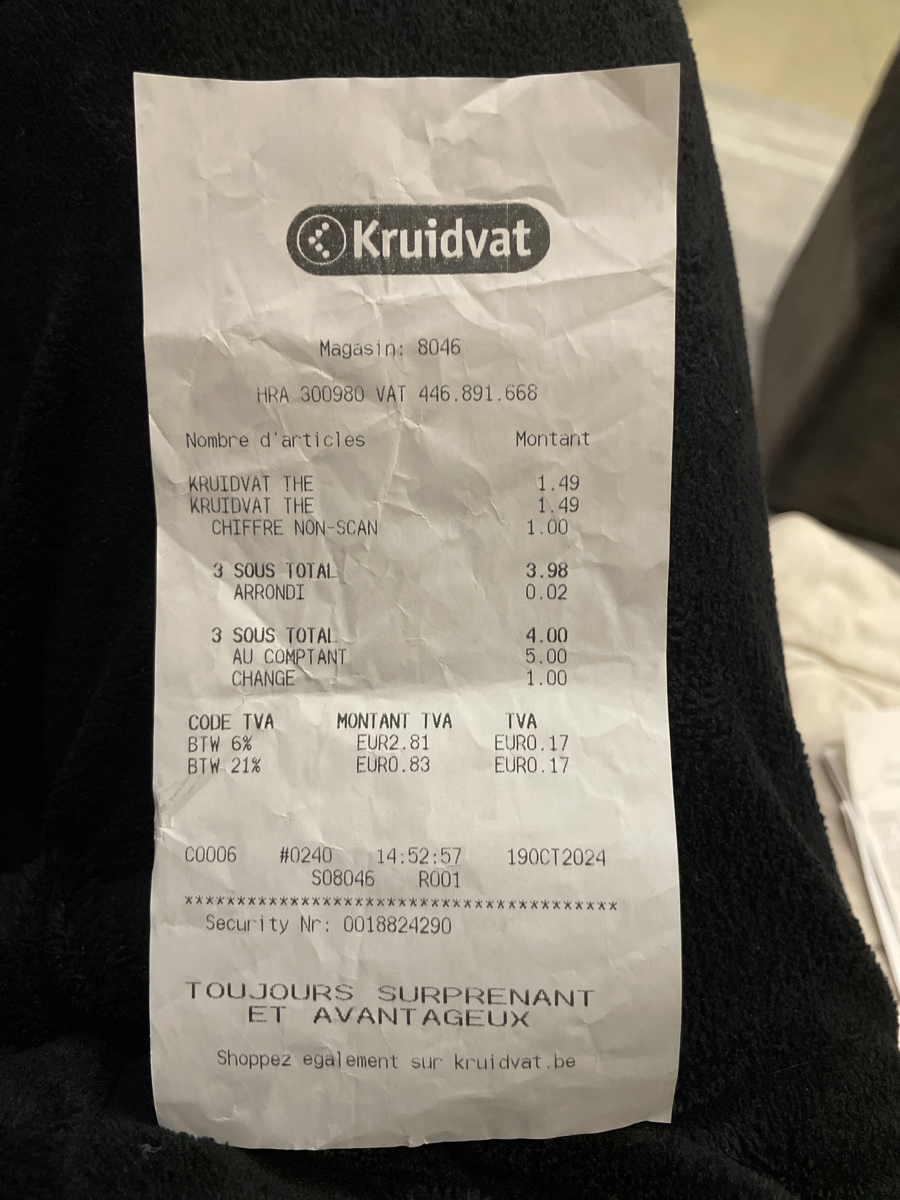 Kruidvat
Magasin: 8046
HRA 300980 VAT 446.891.668
Nombre d'articles Montant
KRUIDVAT THE 1.49
KRUIDVAT THE 1.49
CHIFFRE NON-SCAN 1.00
3 SOUS TOTAL 3.98
ARRONDI 0.02
3 SOUS TOTAL 4.00
AU COMPTANT 5.00
CHANGE 1.00
CODE TVA MONTANT TVA TVA
BTW 6% EUR2.81 EUR0.17
BTW 21% EUR0.83 EUR0.17
C0006 #0240 14:52:57 19OCT2024
S08046 R001
*****************************************
Security Nr: 0018824290
TOUJOURS SURPRENANT
ET AVANTAGEUX
Shoppez egalement sur kruidvat.be